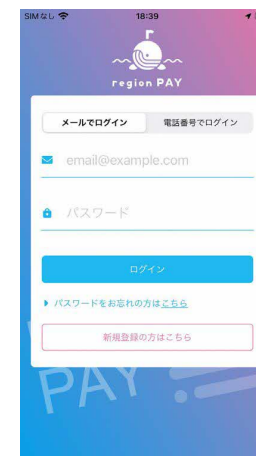 SIMなし
18:39
region PAY
メールでログイン
電話番号でログイン
email@example.com
パスワード
ログイン
パスワードをお忘れの方はこちら
新規登録の方はこちら
PAY